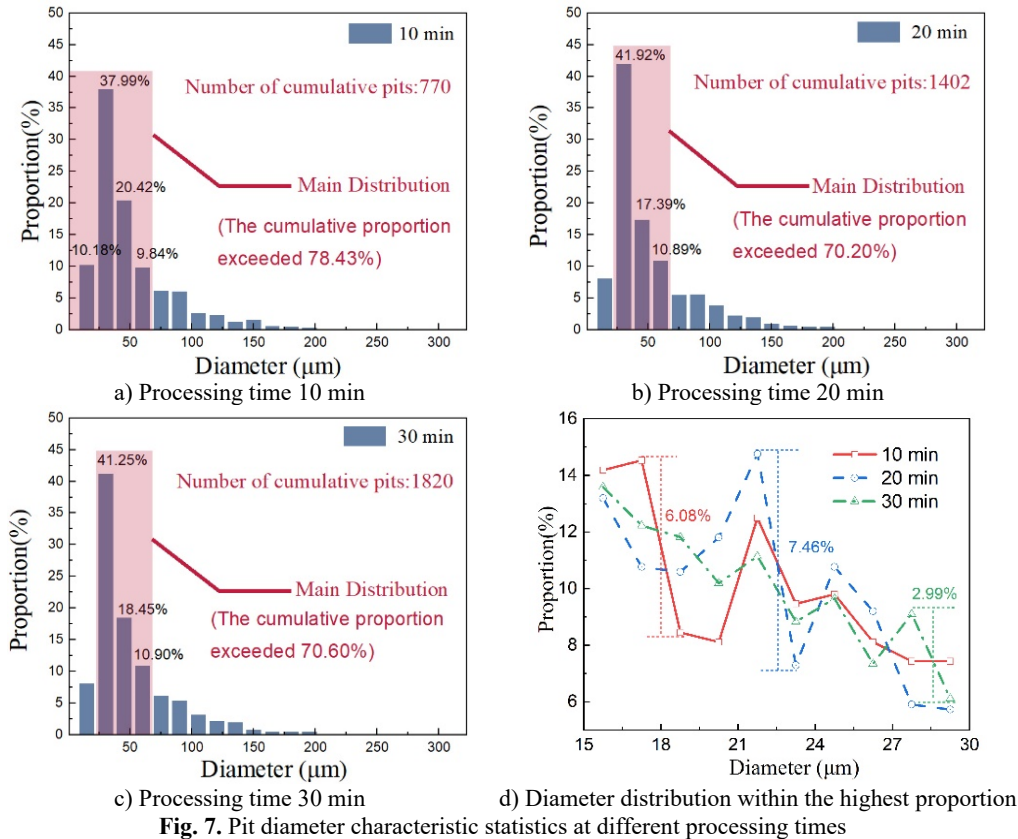 50
45
40
35
30
25
20
15
10
5
0
Proportion(%)
10 min
37.99%
Number of cumulative pits:770
20.42%
Main Distribution
(The cumulative proportion
exceeded 78.43%)
10.18%
9.84%
50 100 150 200 250 300
Diameter (μm)
a) Processing time 10 min
50
45
40
35
30
25
20
15
10
5
0
Proportion(%)
20 min
41.92%
Number of cumulative pits:1402
17.39%
Main Distribution
(The cumulative proportion
exceeded 70.20%)
10.89%
50 100 150 200 250 300
Diameter (μm)
b) Processing time 20 min
50
45
40
35
30
25
20
15
10
5
0
Proportion(%)
30 min
41.25%
Number of cumulative pits:1820
18.45%
Main Distribution
(The cumulative proportion
exceeded 70.60%)
10.90%
50 100 150 200 250 300
Diameter (μm)
c) Processing time 30 min
16
14
12
10
8
6
Proportion(%)
10 min
20 min
30 min
6.08%
7.46%
2.99%
15 18 21 24 27 30
Diameter (μm)
d) Diameter distribution within the highest proportion
Fig. 7. Pit diameter characteristic statistics at different processing times